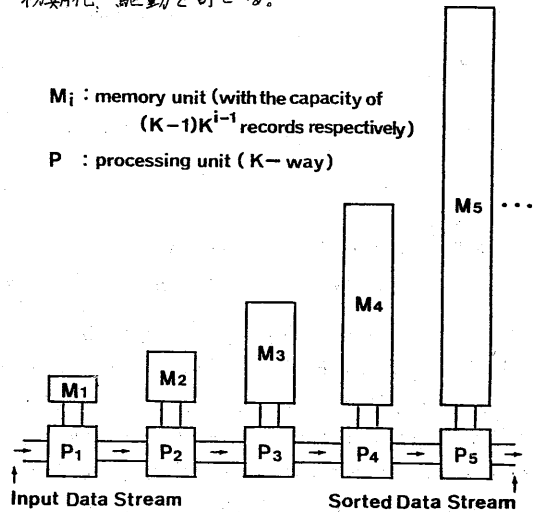 Mi : memory unit (with the capacity of
(K-1)K^i-1 records respectively)
P : processing unit (K-way)
M5 ...
M4
M3
M2
M1
P1 P2 P3 P4 P5
Input Data Stream Sorted Data Stream